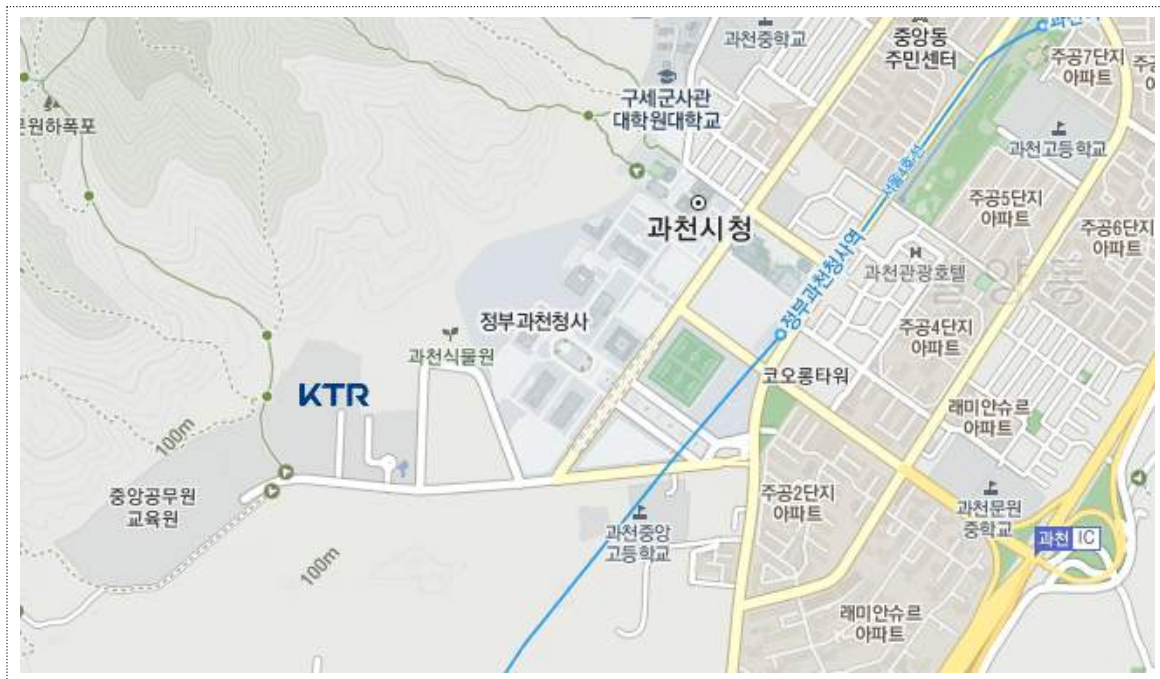 과천중학교
중앙동
주민센터
주공7단지
아파트
구세군사관
대학원대학교
원하폭포
과천고등학교
서울4호선
주공5단지
아파트
주공6단지
아파트
과천시청
과천관광호텔
정부과천청사역
정부과천청사
과천식물원
주공4단지
아파트
코오롱타워
KTR
래미안슈르
아파트
100m
중앙공무원
교육원
주공2단지
아파트
과천문원
중학교
과천중앙
고등학교
과천 IC
100m
래미안슈르
아파트